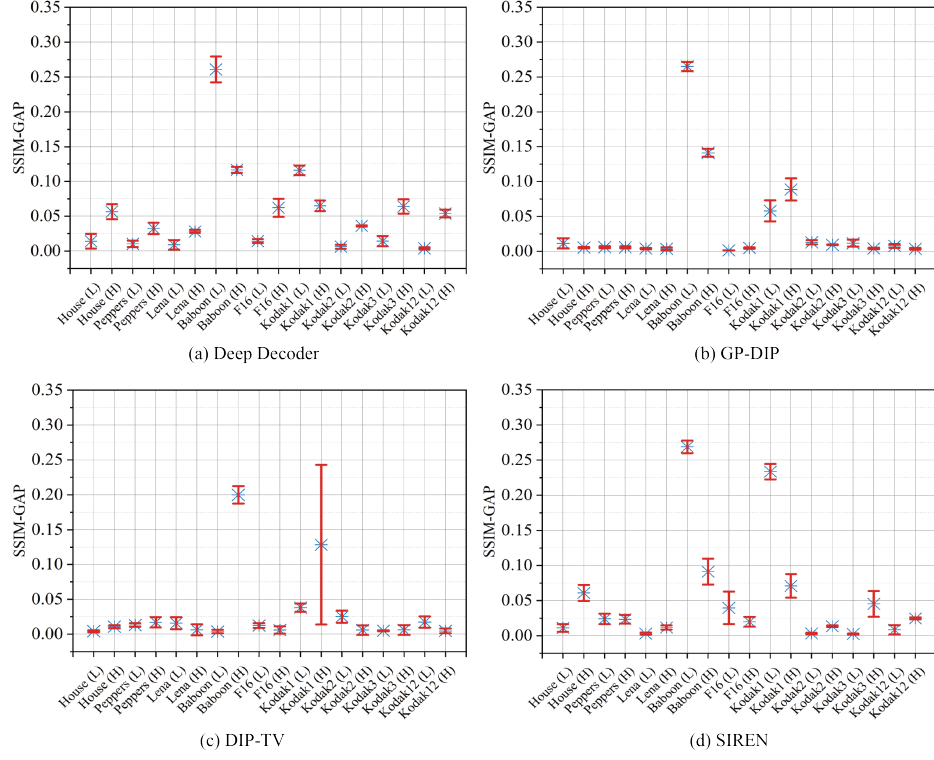 0.35
0.30
0.25
0.20
0.15
0.10
0.05
0.00
SSIM-GAP
House (L)
House (H)
Peppers (L)
Peppers (H)
Lena (L)
Lena (H)
Baboon (L)
Baboon (H)
F16 (L)
F16 (H)
Kodak1 (L)
Kodak1 (H)
Kodak2 (L)
Kodak2 (H)
Kodak3 (L)
Kodak3 (H)
Kodak12 (L)
Kodak12 (H)
(a) Deep Decoder
0.35
0.30
0.25
0.20
0.15
0.10
0.05
0.00
SSIM-GAP
House (L)
House (H)
Peppers (L)
Peppers (H)
Lena (L)
Lena (H)
Baboon (L)
Baboon (H)
F16 (L)
F16 (H)
Kodak1 (L)
Kodak1 (H)
Kodak2 (L)
Kodak2 (H)
Kodak3 (L)
Kodak3 (H)
Kodak12 (L)
Kodak12 (H)
(b) GP-DIP
0.35
0.30
0.25
0.20
0.15
0.10
0.05
0.00
SSIM-GAP
House (L)
House (H)
Peppers (L)
Peppers (H)
Lena (L)
Lena (H)
Baboon (L)
Baboon (H)
F16 (L)
F16 (H)
Kodak1 (L)
Kodak1 (H)
Kodak2 (L)
Kodak2 (H)
Kodak3 (L)
Kodak3 (H)
Kodak12 (L)
Kodak12 (H)
(c) DIP-TV
0.35
0.30
0.25
0.20
0.15
0.10
0.05
0.00
SSIM-GAP
House (L)
House (H)
Peppers (L)
Peppers (H)
Lena (L)
Lena (H)
Baboon (L)
Baboon (H)
F16 (L)
F16 (H)
Kodak1 (L)
Kodak1 (H)
Kodak2 (L)
Kodak2 (H)
Kodak3 (L)
Kodak3 (H)
Kodak12 (L)
Kodak12 (H)
(d) SIREN